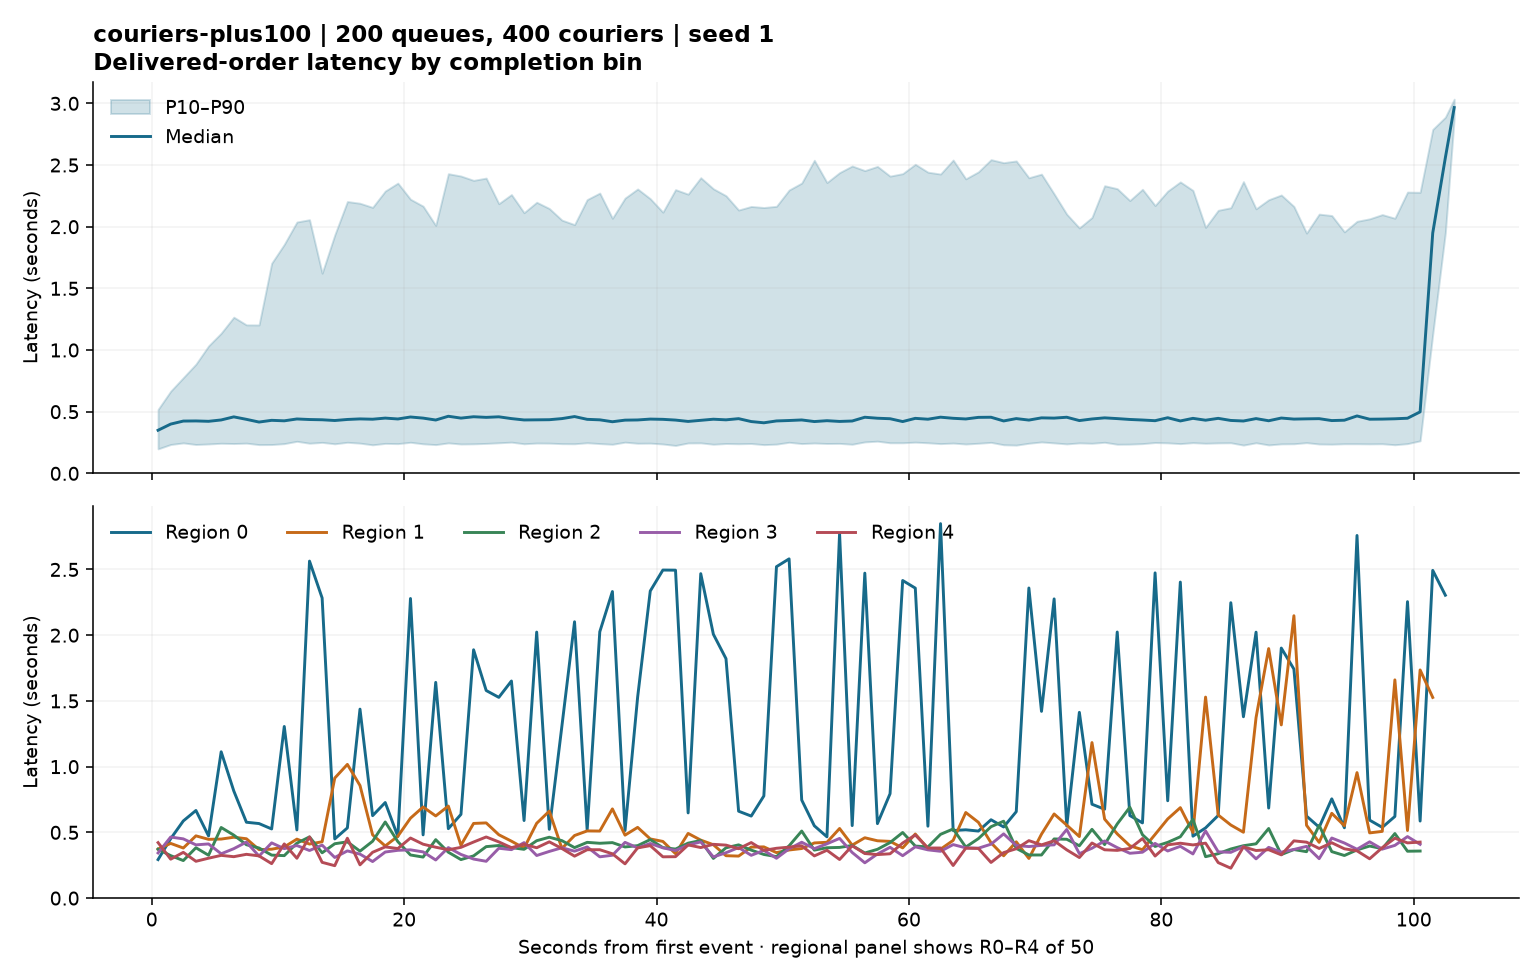 couriers-plus100 | 200 queues, 400 couriers | seed 1
Delivered-order latency by completion bin
Latency (seconds)
3.0
2.5
2.0
1.5
1.0
0.5
0.0
P10–P90
Median
Latency (seconds)
2.5
2.0
1.5
1.0
0.5
0.0
Region 0 Region 1 Region 2 Region 3 Region 4
0 20 40 60 80 100
Seconds from first event · regional panel shows R0–R4 of 50